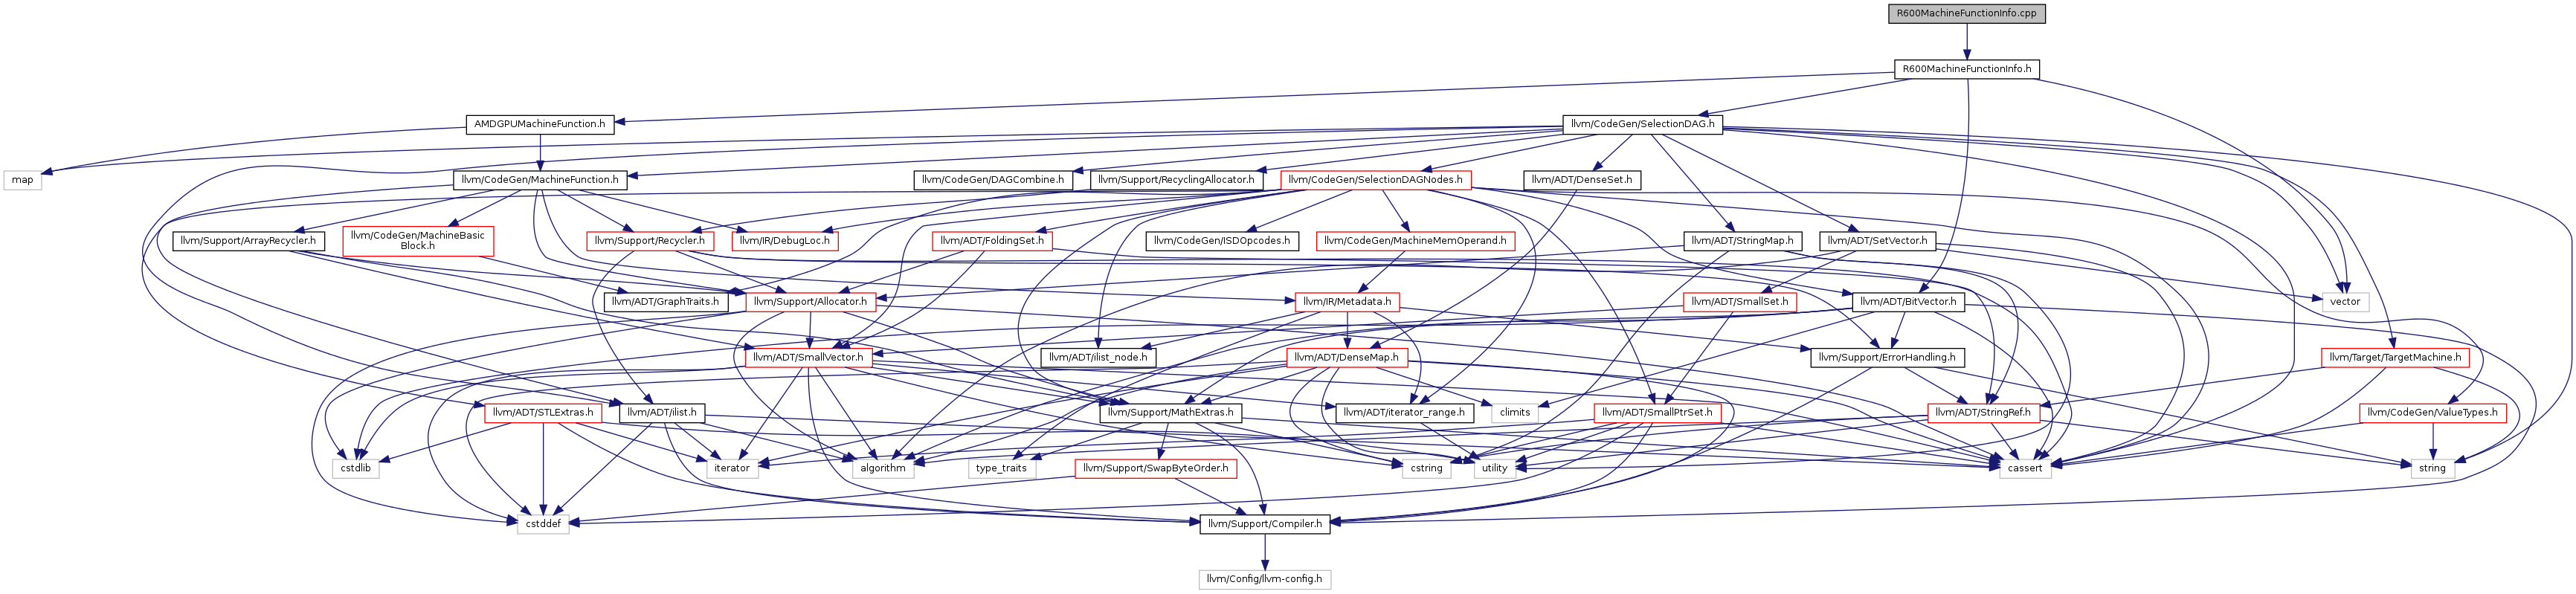 R600MachineFunctionInfo.cpp
R600MachineFunctionInfo.h
AMDGPUMachineFunction.h
llvm/CodeGen/SelectionDAG.h
map
llvm/CodeGen/MachineFunction.h
llvm/CodeGen/DAGCombine.h
llvm/Support/RecyclingAllocator.h
llvm/CodeGen/SelectionDAGNodes.h
llvm/ADT/DenseSet.h
llvm/Support/ArrayRecycler.h
llvm/CodeGen/MachineBasic
Block.h
llvm/Support/Recycler.h
llvm/IR/DebugLoc.h
llvm/ADT/FoldingSet.h
llvm/CodeGen/ISDOpcodes.h
llvm/CodeGen/MachineMemOperand.h
llvm/ADT/StringMap.h
llvm/ADT/SetVector.h
llvm/ADT/GraphTraits.h
llvm/Support/Allocator.h
llvm/IR/Metadata.h
llvm/ADT/SmallSet.h
llvm/ADT/BitVector.h
vector
llvm/ADT/SmallVector.h
llvm/ADT/ilist_node.h
llvm/ADT/DenseMap.h
llvm/Support/ErrorHandling.h
llvm/Target/TargetMachine.h
llvm/ADT/STLExtras.h
llvm/ADT/ilist.h
llvm/Support/MathExtras.h
llvm/ADT/iterator_range.h
climits
llvm/ADT/SmallPtrSet.h
llvm/ADT/StringRef.h
llvm/CodeGen/ValueTypes.h
cstdlib
iterator
algorithm
type_traits
llvm/Support/SwapByteOrder.h
cstring
utility
cassert
string
cstddef
llvm/Support/Compiler.h
llvm/Config/llvm-config.h